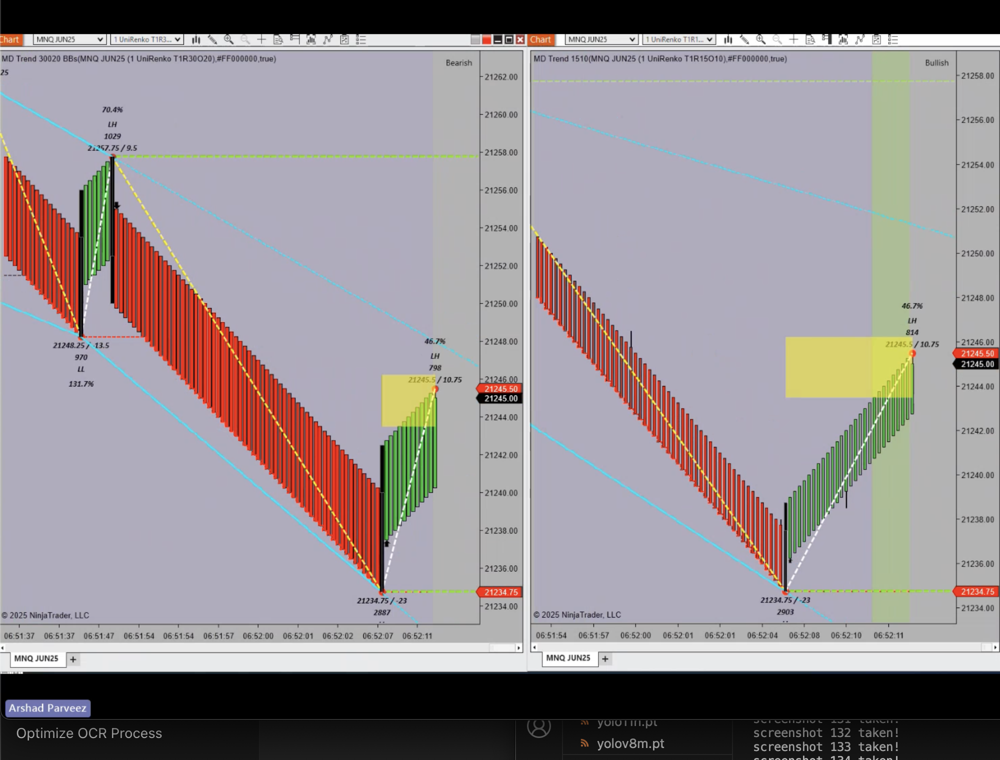 Chart
MNQ JUN25
1 UniRenko T1R3...
MD Trend 30020 BBs(MNQ JUN25 (1 UniRenko T1R30O20),#FF000000,true)
Bearish
25
70.4%
LH
1029
21257.75 / 9.5
21248.25 / -13.5
970
LL
131.7%
46.7%
LH
798
21245.5 / 10.75
21234.75 / -23
2887
21262.00
21260.00
21258.00
21256.00
21254.00
21252.00
21250.00
21248.00
21246.00
21245.50
21245.00
21244.00
21242.00
21240.00
21238.00
21236.00
21234.75
21234.00
© 2025 NinjaTrader, LLC
06:51:37 06:51:37 06:51:47 06:51:54 06:51:54 06:51:57 06:52:00 06:52:01 06:52:02 06:52:07 06:52:11
MNQ JUN25 +
Chart
MNQ JUN25
1 UniRenko T1R1...
MD Trend 1510(MNQ JUN25 (1 UniRenko T1R15O10),#FF000000,true)
Bullish
46.7%
LH
814
21245.5 / 10.75
21234.75 / -23
2903
21258.00
21256.00
21254.00
21252.00
21250.00
21248.00
21246.00
21245.50
21245.00
21244.00
21242.00
21240.00
21238.00
21236.00
21234.75
21234.00
© 2025 NinjaTrader, LLC
06:51:54 06:51:57 06:52:00 06:52:01 06:52:01 06:52:04 06:52:08 06:52:10 06:52:11
MNQ JUN25 +
Arshad Parveez
Optimize OCR Process
yolo11n.pt
yolov8m.pt
screenshot 131 taken!
screenshot 132 taken!
screenshot 133 taken!
screenshot 134 taken!